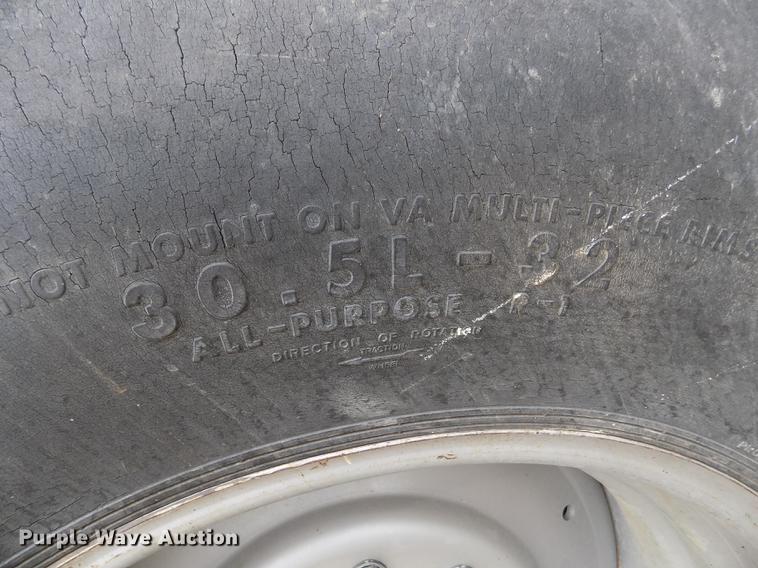 NOT MOUNT ON VA MULTI-PIECE RIMS
30.5L-32
ALL-PURPOSE R-1
DIRECTION OF ROTATION
TRACTION
Purple Wave Auction